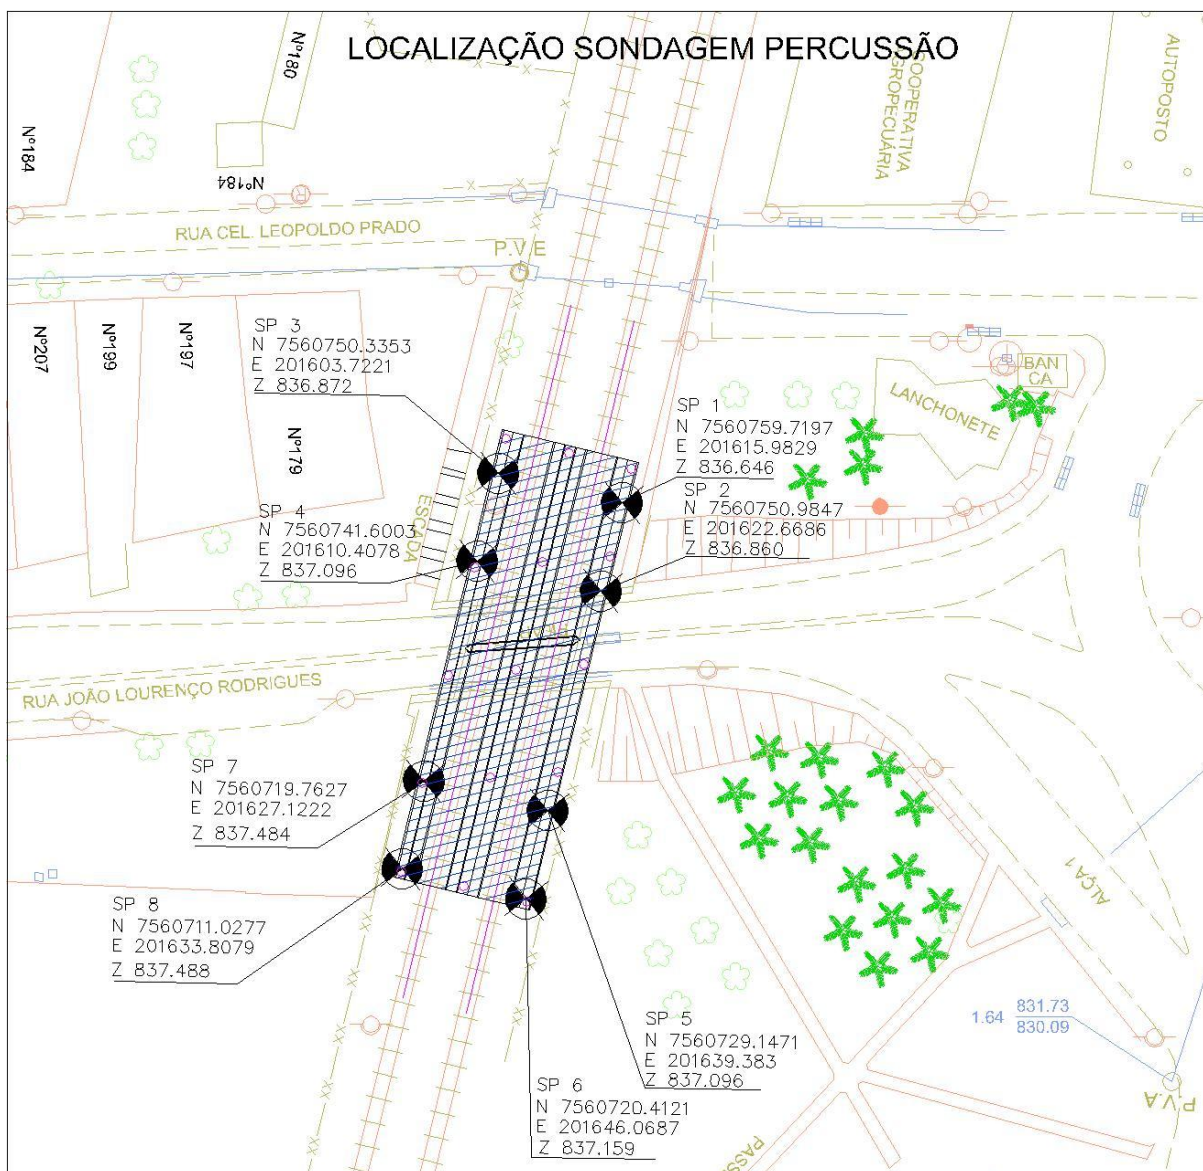 LOCALIZAÇÃO SONDAGEM PERCUSSÃO
Nº180
Nº184
Nº184
COOPERATIVA
AGROPECUÁRIA
AUTOPOSTO
RUA CEL. LEOPOLDO PRADO
P.V.E
Nº207
Nº199
Nº197
Nº179
SP 3
N 7560750.3353
E 201603.7221
Z 836.872
SP 1
N 7560759.7197
E 201615.9829
Z 836.646
LANCHONETE
BAN
CA
SP 4
N 7560741.6003
E 201610.4078
Z 837.096
ESCADA
SP 2
N 7560750.9847
E 201622.6686
Z 836.860
RUA JOÃO LOURENÇO RODRIGUES
SP 7
N 7560719.7627
E 201627.1222
Z 837.484
SP 8
N 7560711.0277
E 201633.8079
Z 837.488
ALÇA 1
SP 5
N 7560729.1471
E 201639.383
Z 837.096
1.64
831.73
830.09
SP 6
N 7560720.4121
E 201646.0687
Z 837.159
P.V.A